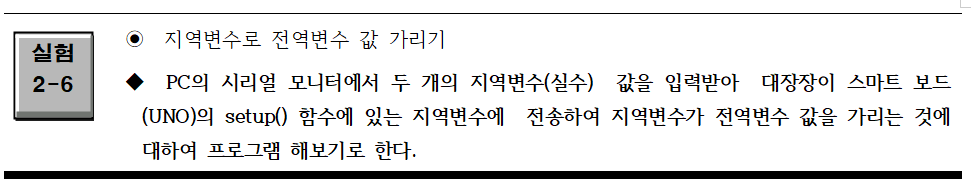 실험
2-6
◉ 지역변수로 전역변수 값 가리기
◆ PC의 시리얼 모니터에서 두 개의 지역변수(실수) 값을 입력받아 대장장이 스마트 보드
(UNO)의 setup() 함수에 있는 지역변수에 전송하여 지역변수가 전역변수 값을 가리는 것에
대하여 프로그램 해보기로 한다.